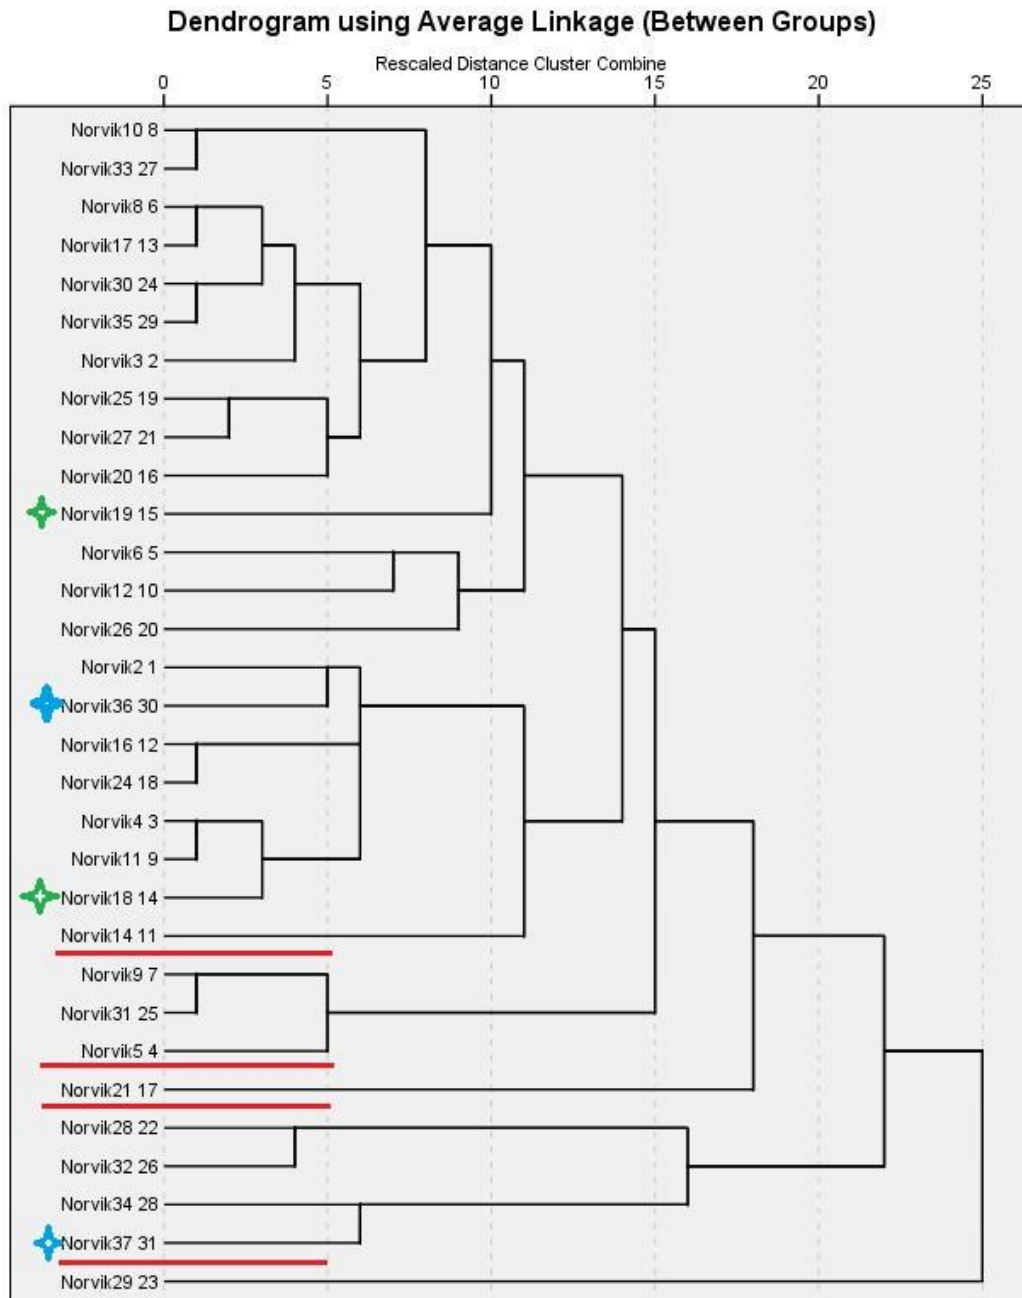 Dendrogram using Average Linkage (Between Groups)
Rescaled Distance Cluster Combine
0 5 10 15 20 25
Norvik10 8
Norvik33 27
Norvik8 6
Norvik17 13
Norvik30 24
Norvik35 29
Norvik3 2
Norvik25 19
Norvik27 21
Norvik20 16
Norvik19 15
Norvik6 5
Norvik12 10
Norvik26 20
Norvik2 1
Norvik36 30
Norvik16 12
Norvik24 18
Norvik4 3
Norvik11 9
Norvik18 14
Norvik14 11
Norvik9 7
Norvik31 25
Norvik5 4
Norvik21 17
Norvik28 22
Norvik32 26
Norvik34 28
Norvik37 31
Norvik29 23